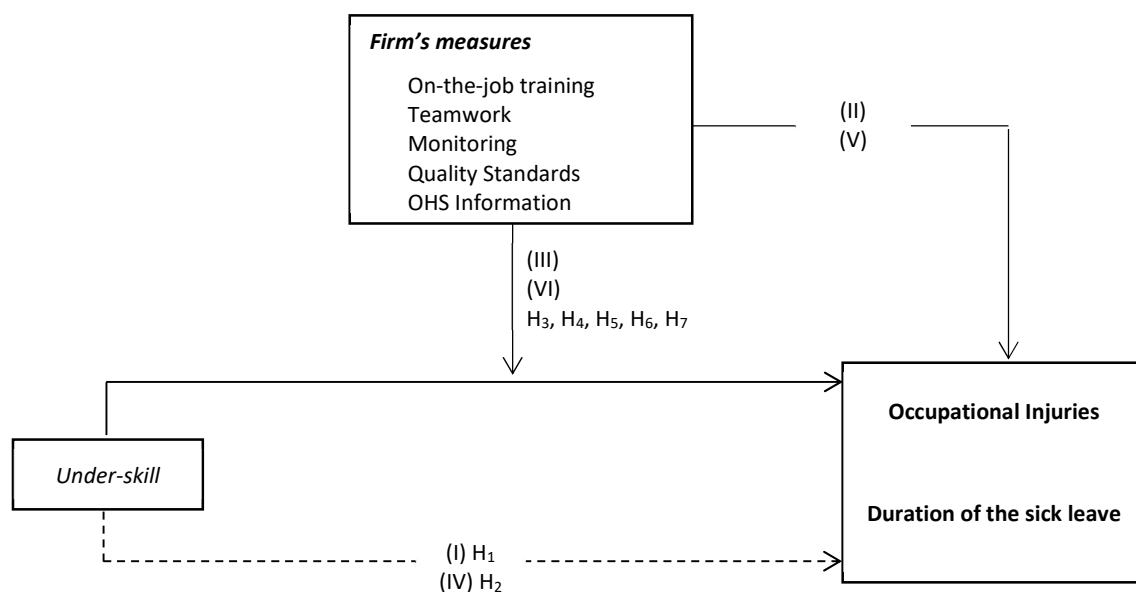 Firm’s measures
On-the-job training
Teamwork
Monitoring
Quality Standards
OHS Information
(II)
(V)
(III)
(VI)
H₃, H₄, H₅, H₆, H₇
Occupational Injuries
Under-skill
Duration of the sick leave
(I) H₁
(IV) H₂